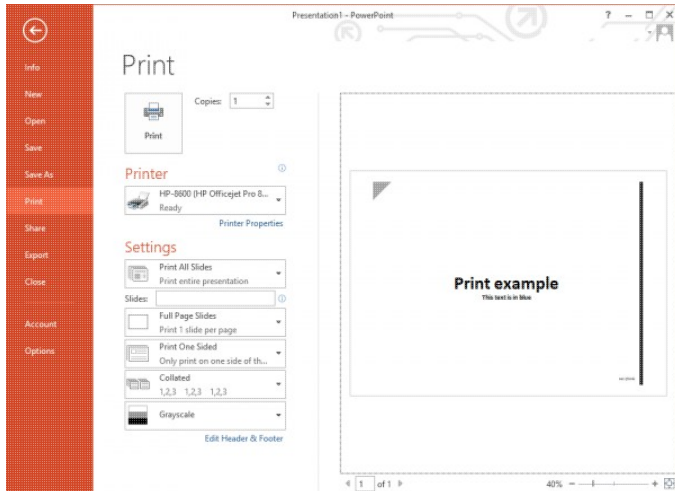 Presentation1 - PowerPoint
?
Info
New
Open
Save
Save As
Print
Share
Export
Close
Account
Options
Print
Print
Copies: 1
Printer
HP-8600 (HP Officejet Pro 8...
Ready
Printer Properties
Settings
Print All Slides
Print entire presentation
Slides:
Full Page Slides
Print 1 slide per page
Print One Sided
Only print on one side of th...
Collated
1,2,3 1,2,3 1,2,3
Grayscale
Edit Header & Footer
Print example
This text is in blue
1 of 1
40%